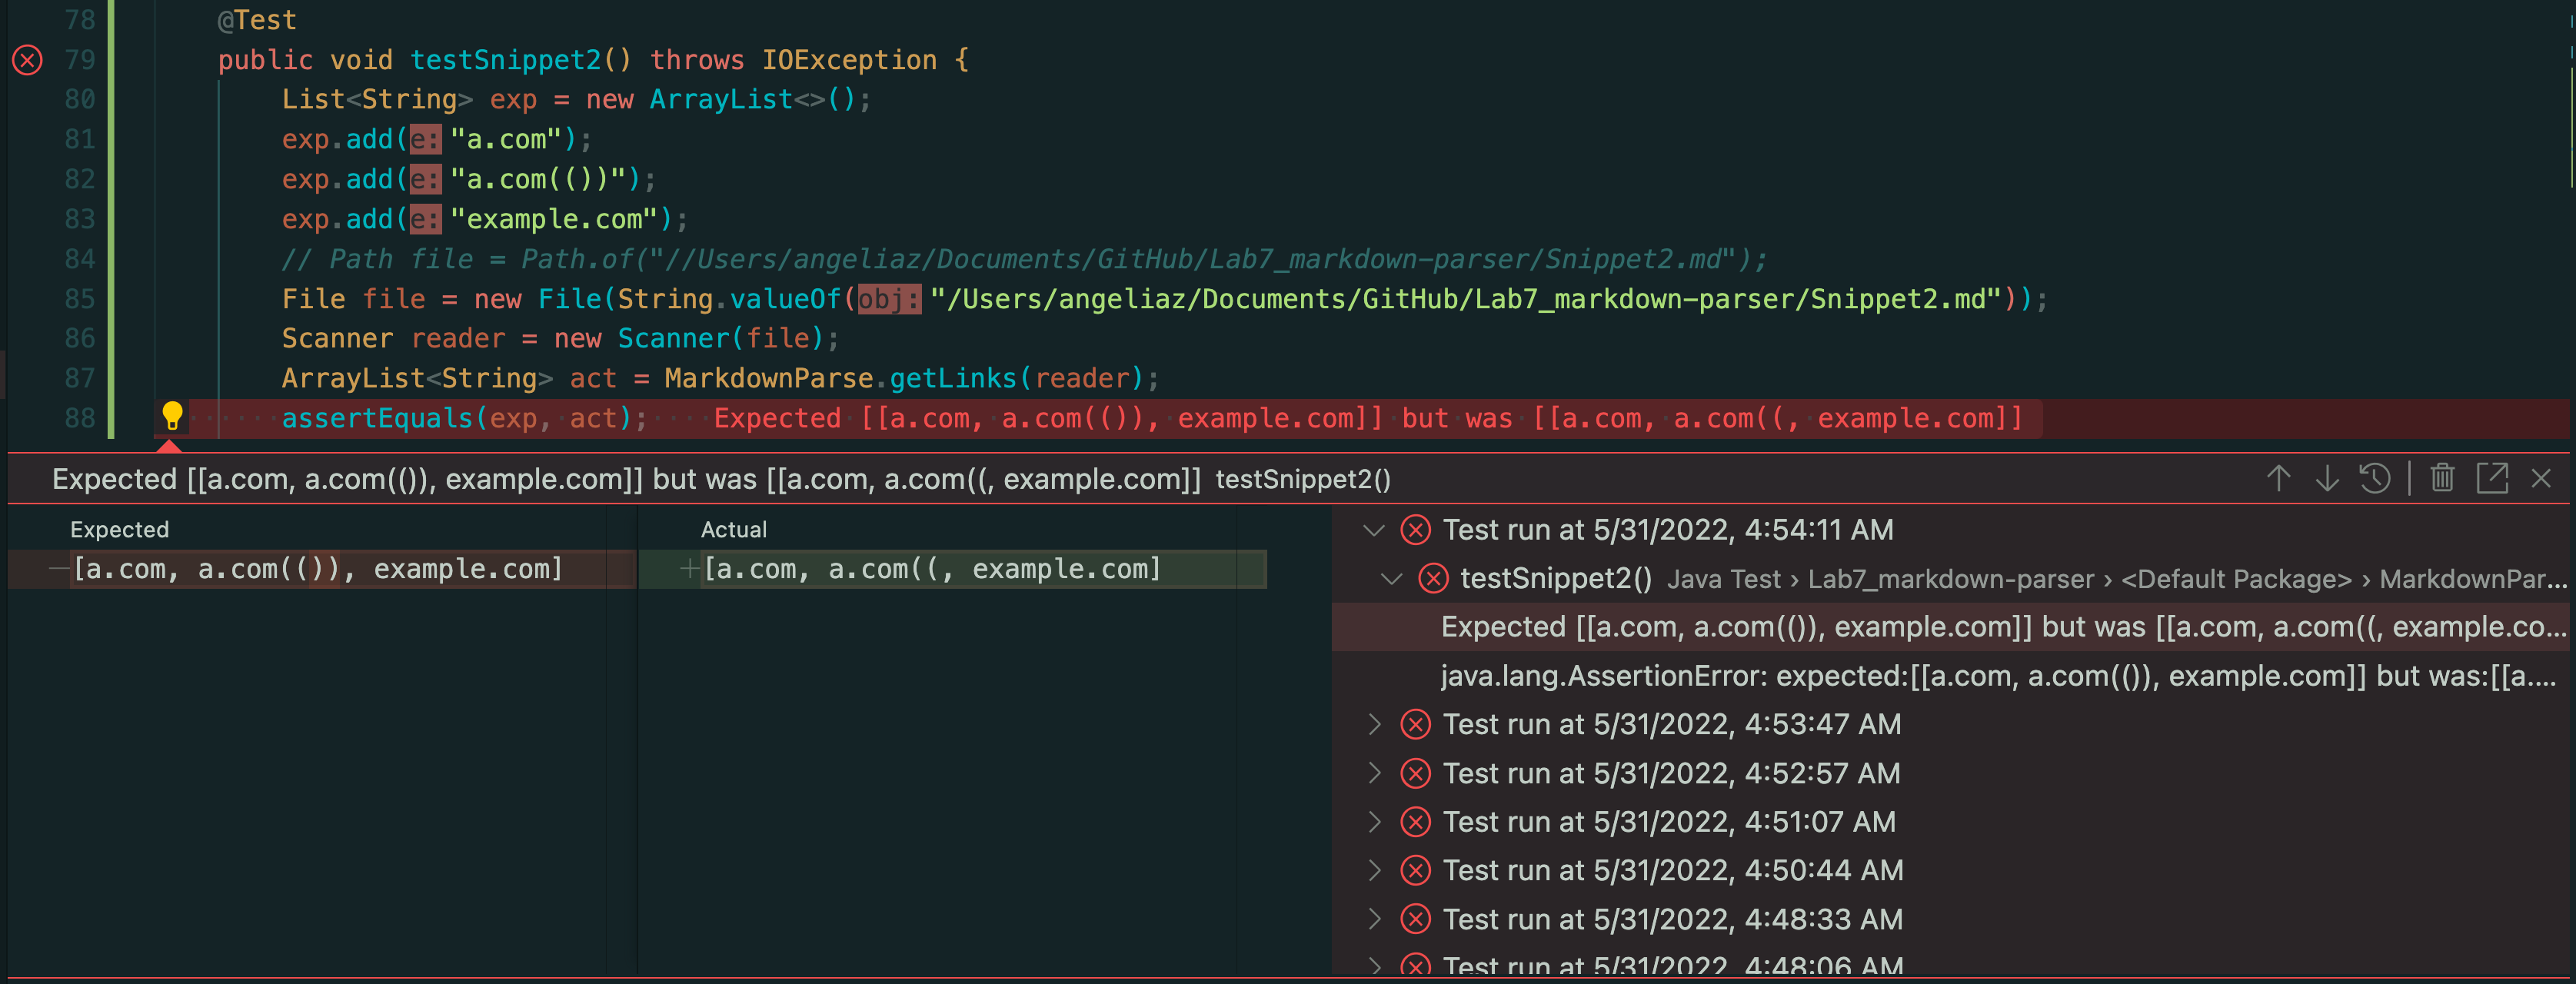 78 @Test
79 public void testSnippet2() throws IOException {
80 List<String> exp = new ArrayList<>();
81 exp.add(e: "a.com");
82 exp.add(e: "a.com(())");
83 exp.add(e: "example.com");
84 // Path file = Path.of("//Users/angeliaz/Documents/GitHub/Lab7_markdown-parser/Snippet2.md");
85 File file = new File(String.valueOf(obj: "/Users/angeliaz/Documents/GitHub/Lab7_markdown-parser/Snippet2.md"));
86 Scanner reader = new Scanner(file);
87 ArrayList<String> act = MarkdownParse.getLinks(reader);
88 assertEquals(exp, act); Expected [[a.com, a.com(()), example.com]] but was [[a.com, a.com((, example.com]]
Expected [[a.com, a.com(()), example.com]] but was [[a.com, a.com((, example.com]] testSnippet2()
Expected
[a.com, a.com(()), example.com]
Actual
[a.com, a.com((, example.com]
Test run at 5/31/2022, 4:54:11 AM
testSnippet2() Java Test › Lab7_markdown-parser › <Default Package> › MarkdownPar...
Expected [[a.com, a.com(()), example.com]] but was [[a.com, a.com((, example.co...
java.lang.AssertionError: expected:[[a.com, a.com(()), example.com]] but was:[[a....
Test run at 5/31/2022, 4:53:47 AM
Test run at 5/31/2022, 4:52:57 AM
Test run at 5/31/2022, 4:51:07 AM
Test run at 5/31/2022, 4:50:44 AM
Test run at 5/31/2022, 4:48:33 AM
Test run at 5/31/2022, 4:48:06 AM